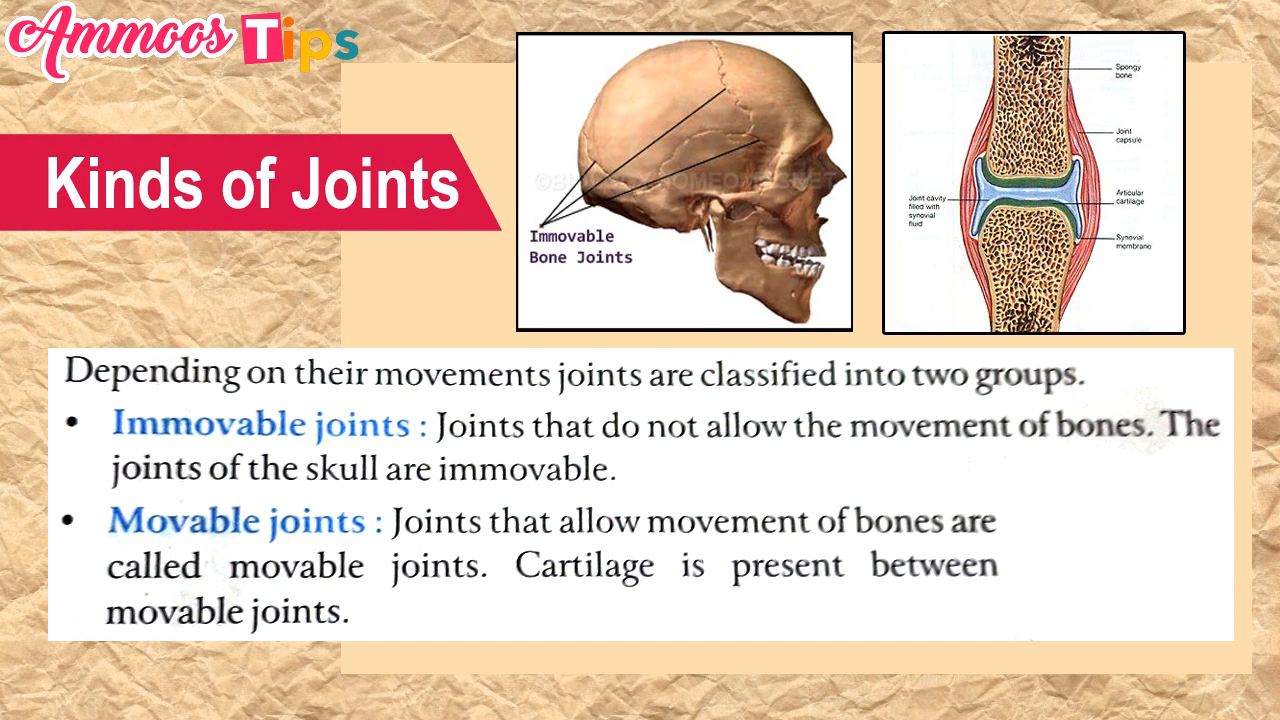 Ammoos Tips
Kinds of Joints
Immovable
Bone Joints
Spongy
bone
Joint
capsule
Joint cavity
filled with
synovial
fluid
Articular
cartilage
Synovial
membrane
Depending on their movements joints are classified into two groups.
• Immovable joints : Joints that do not allow the movement of bones. The
joints of the skull are immovable.
• Movable joints : Joints that allow movement of bones are
called movable joints. Cartilage is present between
movable joints.